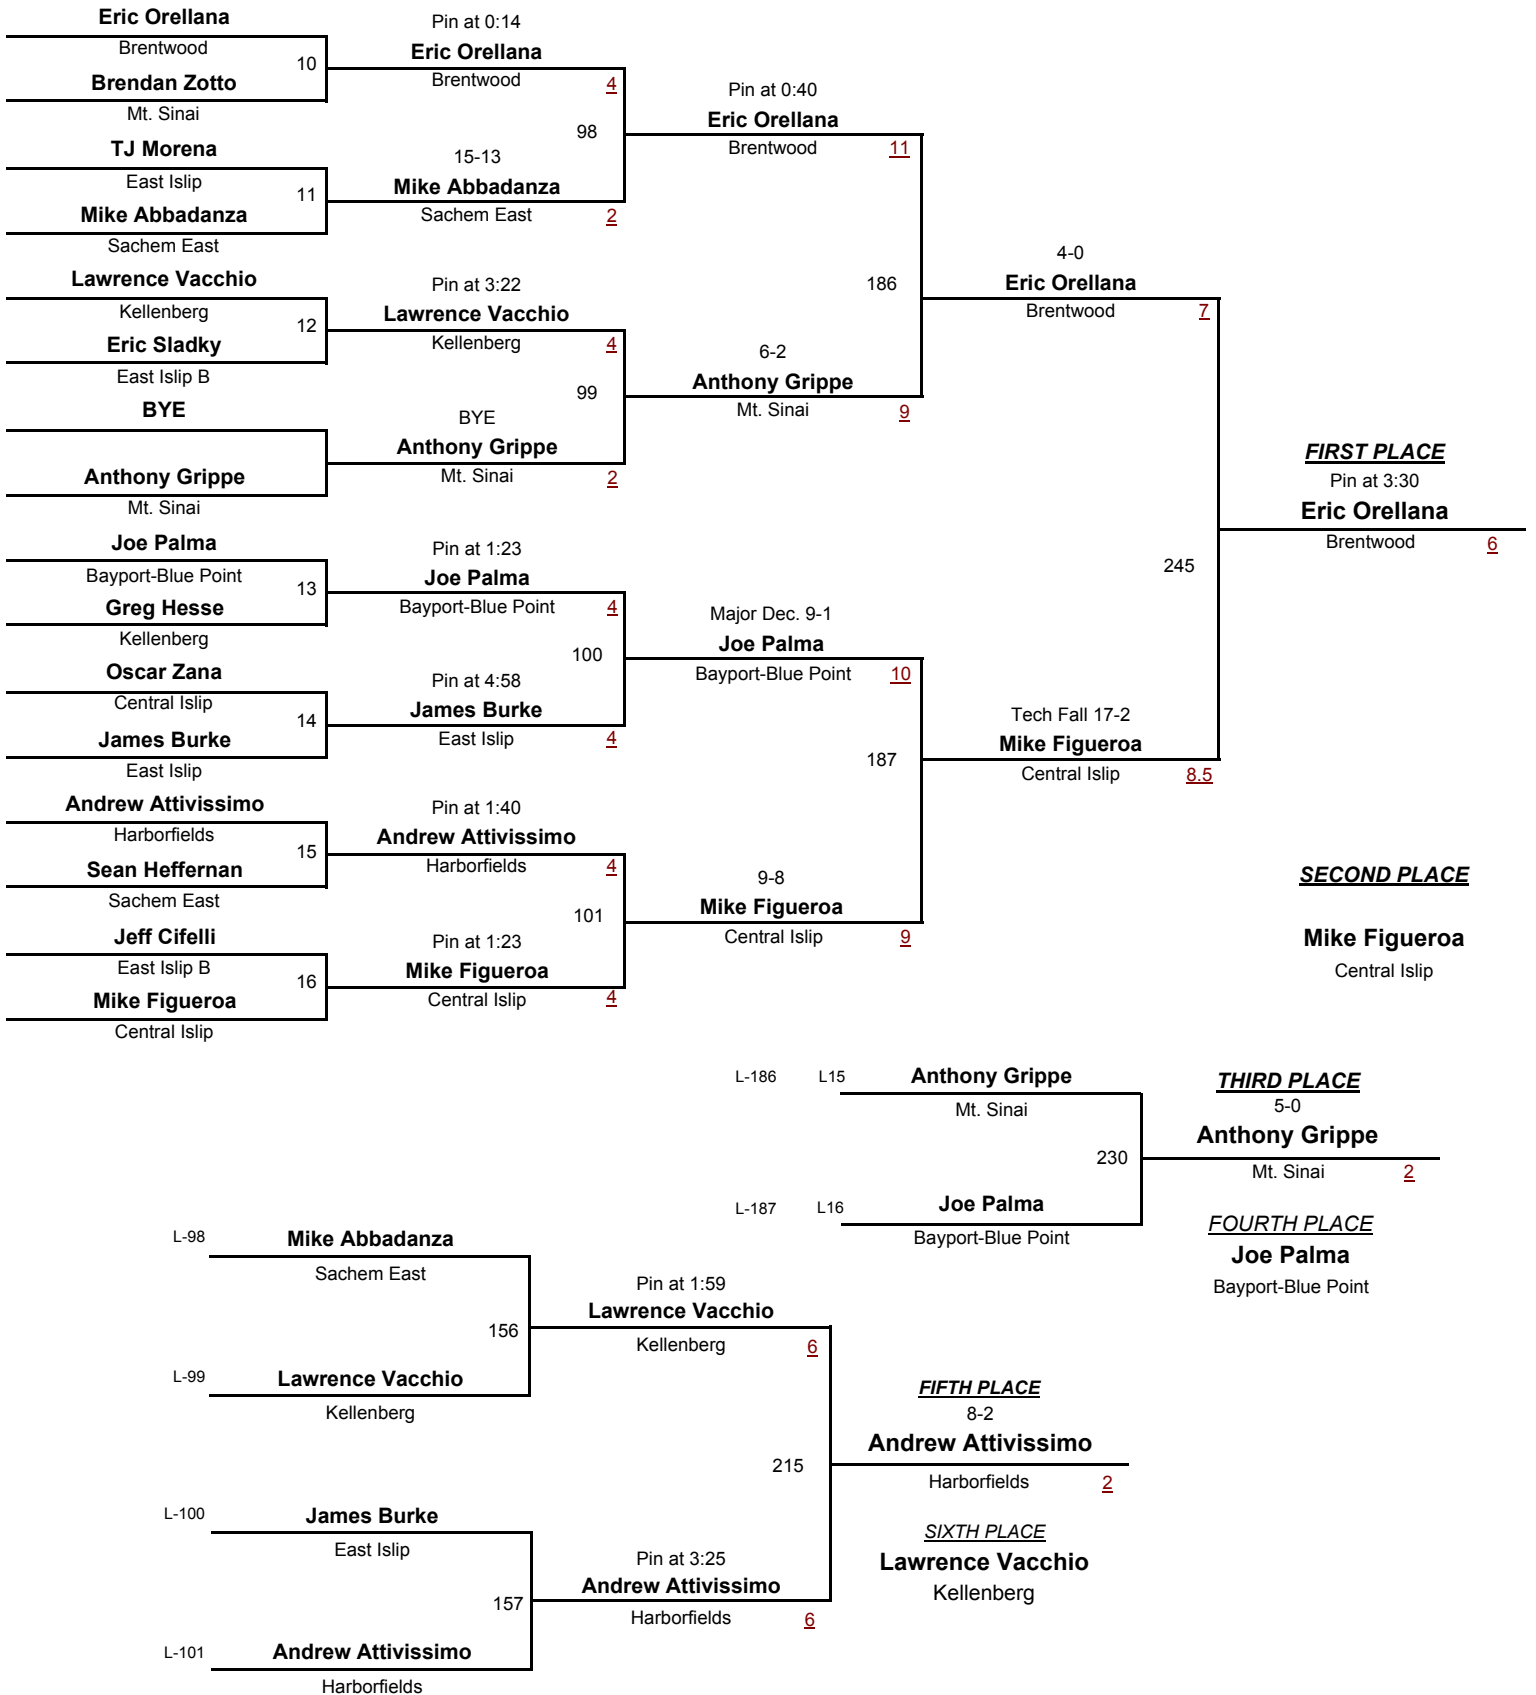 Eric Orellana
Brentwood
10
Brendan Zotto
Mt. Sinai
TJ Morena
East Islip
11
Mike Abbadanza
Sachem East
Lawrence Vacchio
Kellenberg
12
Eric Sladky
East Islip B
BYE
Anthony Grippe
Mt. Sinai
Joe Palma
Bayport-Blue Point
13
Greg Hesse
Kellenberg
Oscar Zana
Central Islip
14
James Burke
East Islip
Andrew Attivissimo
Harborfields
15
Sean Heffernan
Sachem East
Jeff Cifelli
East Islip B
16
Mike Figueroa
Central Islip
Pin at 0:14
Eric Orellana
Brentwood
4
98
15-13
Mike Abbadanza
Sachem East
2
Pin at 3:22
Lawrence Vacchio
Kellenberg
4
99
BYE
Anthony Grippe
Mt. Sinai
2
Pin at 1:23
Joe Palma
Bayport-Blue Point
4
100
Pin at 4:58
James Burke
East Islip
4
Pin at 1:40
Andrew Attivissimo
Harborfields
4
101
Pin at 1:23
Mike Figueroa
Central Islip
4
Pin at 0:40
Eric Orellana
Brentwood
11
186
6-2
Anthony Grippe
Mt. Sinai
9
Major Dec. 9-1
Joe Palma
Bayport-Blue Point
10
187
9-8
Mike Figueroa
Central Islip
9
4-0
Eric Orellana
Brentwood
7
245
Tech Fall 17-2
Mike Figueroa
Central Islip
8.5
FIRST PLACE
Pin at 3:30
Eric Orellana
Brentwood
6
SECOND PLACE
Mike Figueroa
Central Islip
L-186
L15
Anthony Grippe
Mt. Sinai
230
L-187
L16
Joe Palma
Bayport-Blue Point
THIRD PLACE
5-0
Anthony Grippe
Mt. Sinai
2
FOURTH PLACE
Joe Palma
Bayport-Blue Point
L-98
Mike Abbadanza
Sachem East
156
L-99
Lawrence Vacchio
Kellenberg
L-100
James Burke
East Islip
157
L-101
Andrew Attivissimo
Harborfields
Pin at 1:59
Lawrence Vacchio
Kellenberg
6
215
Pin at 3:25
Andrew Attivissimo
Harborfields
6
FIFTH PLACE
8-2
Andrew Attivissimo
Harborfields
2
SIXTH PLACE
Lawrence Vacchio
Kellenberg